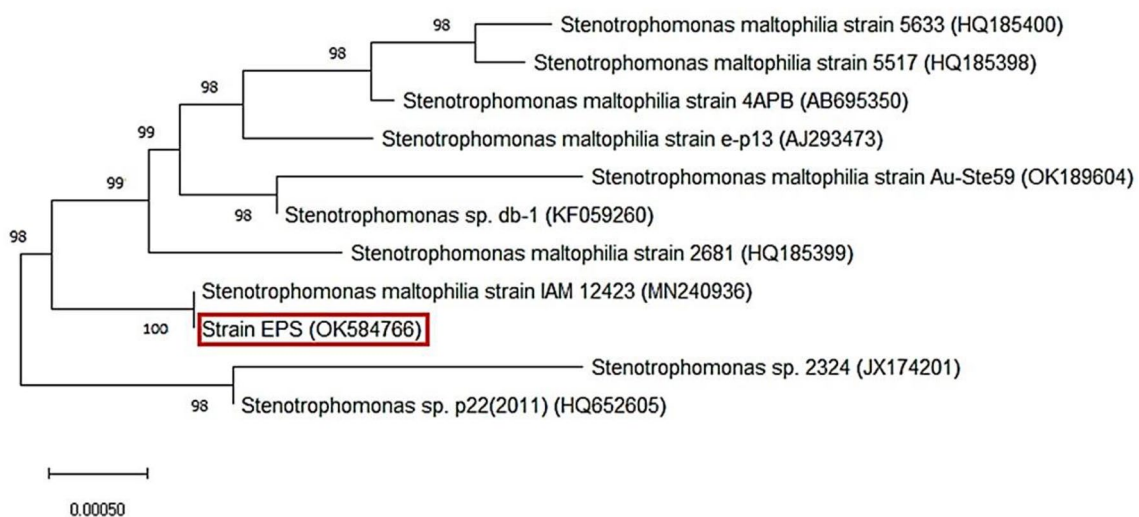 98
Stenotrophomonas maltophilia strain 5633 (HQ185400)
98
Stenotrophomonas maltophilia strain 5517 (HQ185398)
98
Stenotrophomonas maltophilia strain 4APB (AB695350)
99
Stenotrophomonas maltophilia strain e-p13 (AJ293473)
99
Stenotrophomonas maltophilia strain Au-Ste59 (OK189604)
98
Stenotrophomonas sp. db-1 (KF059260)
98
Stenotrophomonas maltophilia strain 2681 (HQ185399)
Stenotrophomonas maltophilia strain IAM 12423 (MN240936)
100
Strain EPS (OK584766)
Stenotrophomonas sp. 2324 (JX174201)
98
Stenotrophomonas sp. p22(2011) (HQ652605)
0.00050